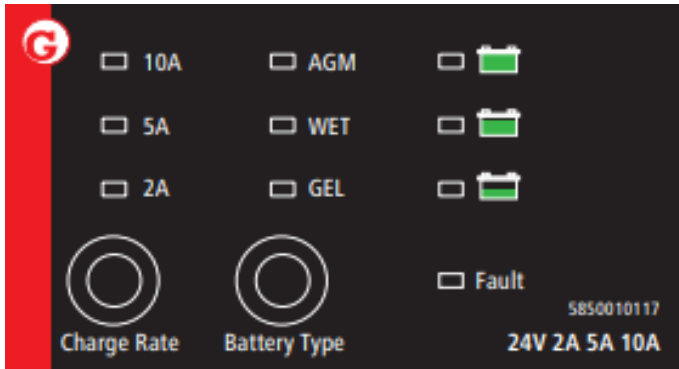 G
10A AGM
5A WET
2A GEL
Fault
5850010117
Charge Rate Battery Type 24V 2A 5A 10A